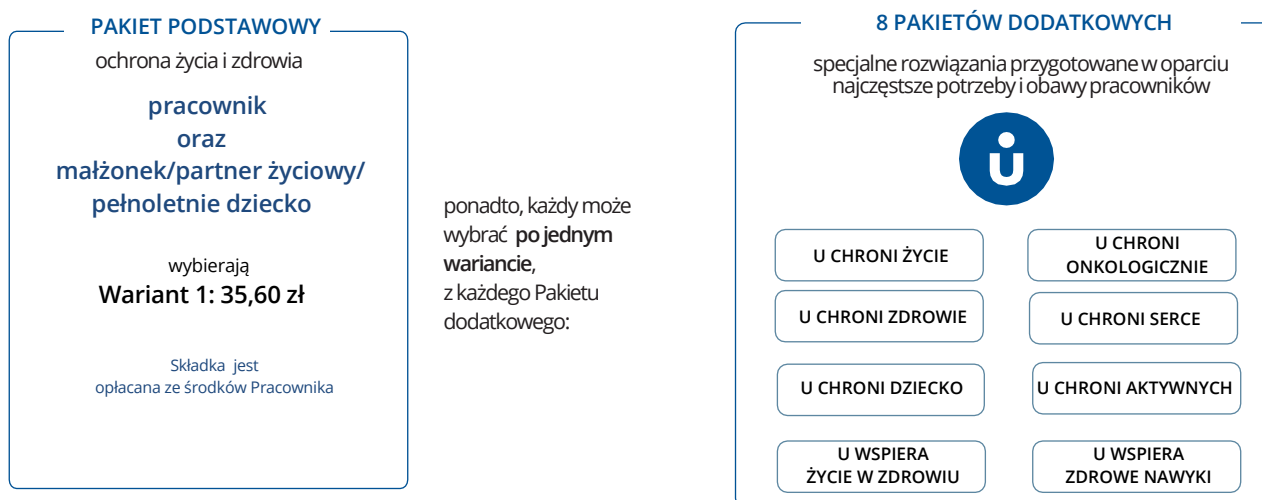 PAKIET PODSTAWOWY
ochrona życia i zdrowia
pracownik
oraz
małżonek/partner życiowy/
pełnoletnie dziecko
wybierają
Wariant 1: 35,60 zł
Składka jest
opłacana ze środków Pracownika
ponadto, każdy może
wybrać po jednym
wariancie,
z każdego Pakietu
dodatkowego:
8 PAKIETÓW DODATKOWYCH
specjalne rozwiązania przygotowane w oparciu
najczęstsze potrzeby i obawy pracowników
u
U CHRONI ŻYCIE
U CHRONI
ONKOLOGICZNIE
U CHRONI ZDROWIE
U CHRONI SERCE
U CHRONI DZIECKO
U CHRONI AKTYWNYCH
U WSPIERA
ŻYCIE W ZDROWIU
U WSPIERA
ZDROWE NAWYKI